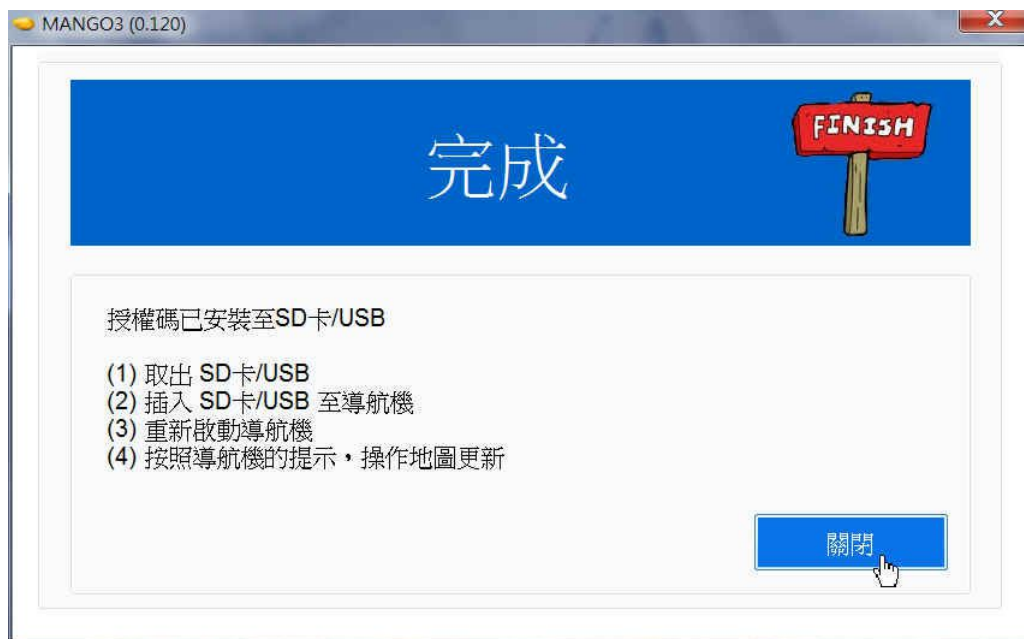 MANGO3 (0.120)
完成
FINISH
授權碼已安裝至SD卡/USB
(1) 取出 SD卡/USB
(2) 插入 SD卡/USB 至導航機
(3) 重新啟動導航機
(4) 按照導航機的提示，操作地圖更新
關閉